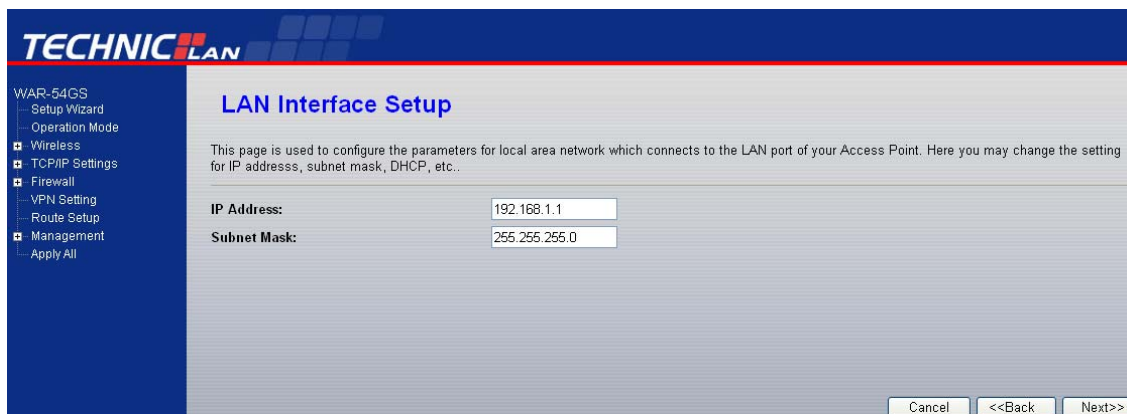 TECHNIC LAN
WAR-54GS
Setup Wizard
Operation Mode
Wireless
TCP/IP Settings
Firewall
VPN Setting
Route Setup
Management
Apply All
LAN Interface Setup
This page is used to configure the parameters for local area network which connects to the LAN port of your Access Point. Here you may change the setting
for IP addresss, subnet mask, DHCP, etc..
IP Address: 192.168.1.1
Subnet Mask: 255.255.255.0
Cancel <<Back Next>>